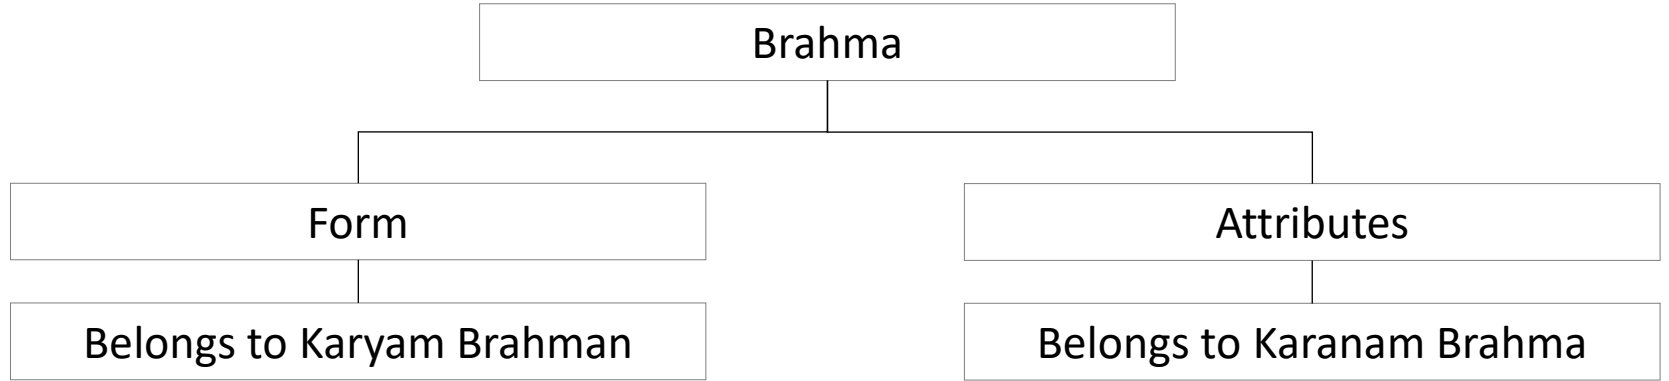 Brahma
Form
Attributes
Belongs to Karyam Brahman
Belongs to Karanam Brahma